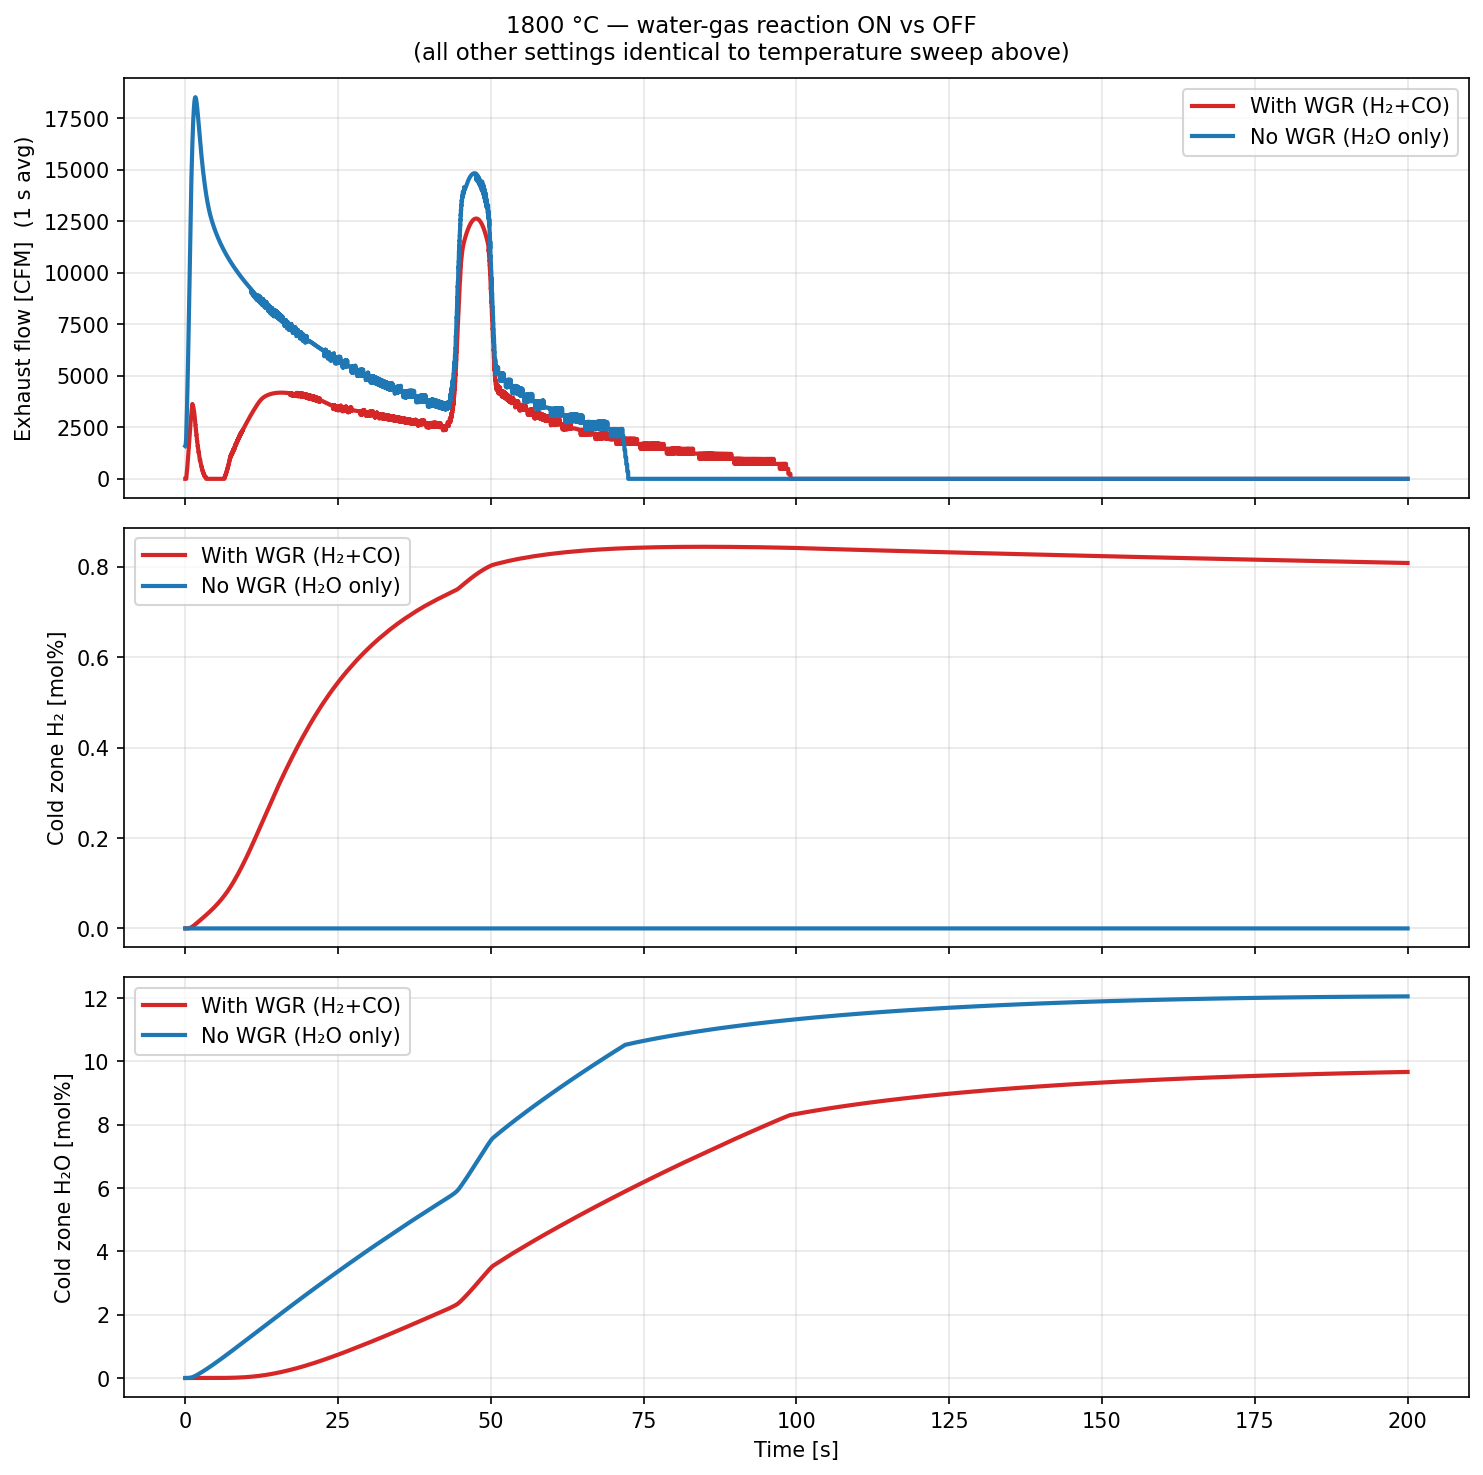 1800 °C — water-gas reaction ON vs OFF
(all other settings identical to temperature sweep above)
Exhaust flow [CFM]  (1 s avg)
17500
15000
12500
10000
7500
5000
2500
0
With WGR (H₂+CO)
No WGR (H₂O only)
Cold zone H₂ [mol%]
0.8
0.6
0.4
0.2
0.0
With WGR (H₂+CO)
No WGR (H₂O only)
Cold zone H₂O [mol%]
12
10
8
6
4
2
0
With WGR (H₂+CO)
No WGR (H₂O only)
0 25 50 75 100 125 150 175 200
Time [s]